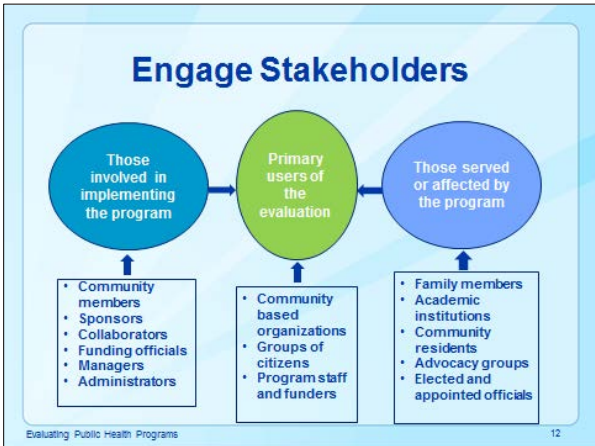 Engage Stakeholders
Those
involved in
implementing
the program
Primary
users of
the
evaluation
Those served
or affected by
the program
• Community
members
• Sponsors
• Collaborators
• Funding officials
• Managers
• Administrators
• Community
based
organizations
• Groups of
citizens
• Program staff
and funders
• Family members
• Academic
institutions
• Community
residents
• Advocacy groups
• Elected and
appointed officials
Evaluating Public Health Programs
12